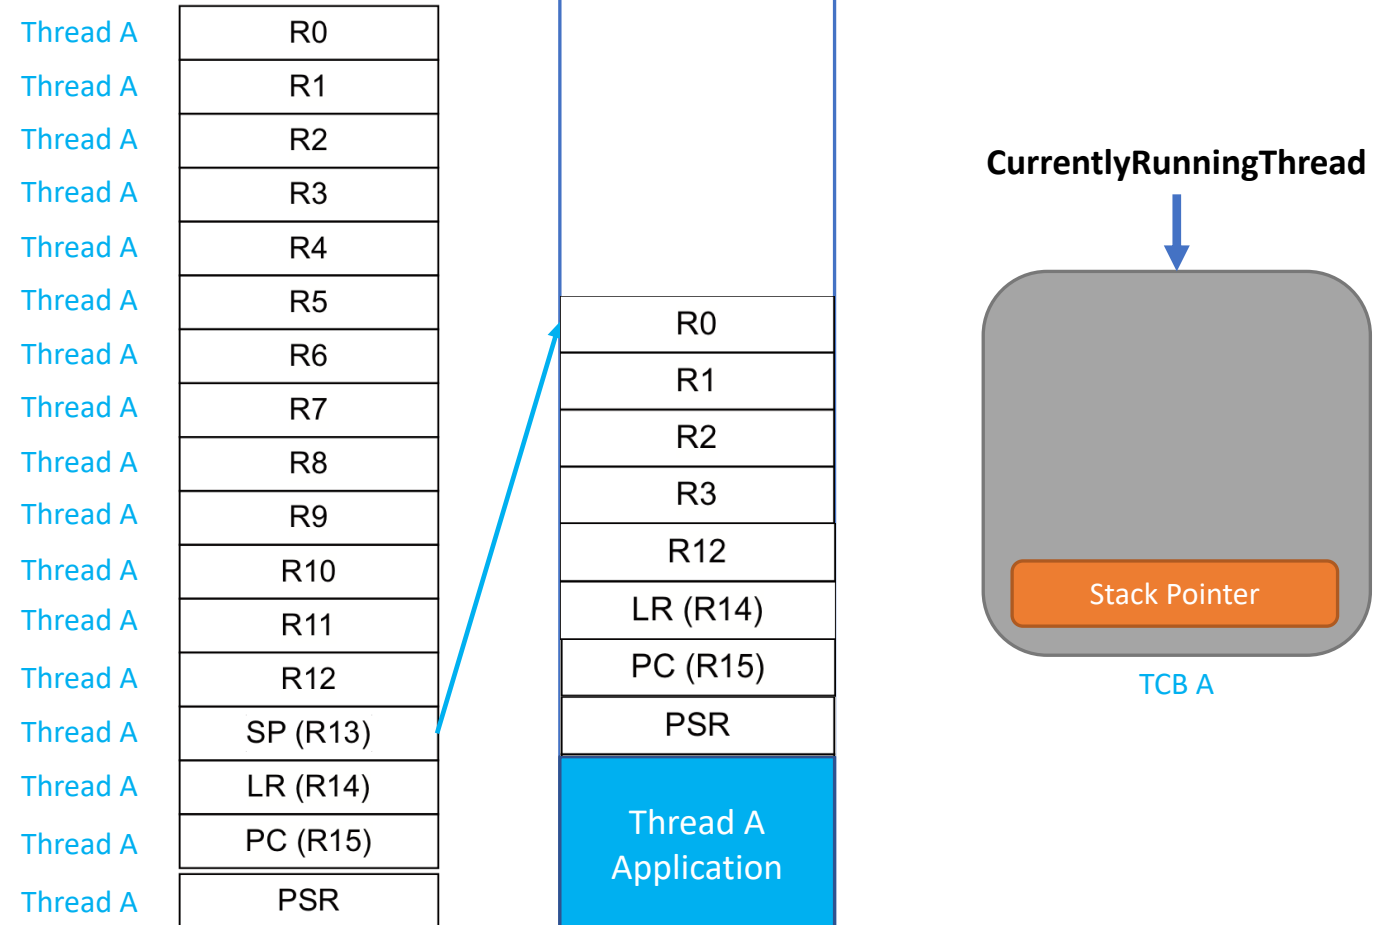 Thread A R0
Thread A R1
Thread A R2
Thread A R3
Thread A R4
Thread A R5
Thread A R6
Thread A R7
Thread A R8
Thread A R9
Thread A R10
Thread A R11
Thread A R12
Thread A SP (R13)
Thread A LR (R14)
Thread A PC (R15)
Thread A PSR
R0
R1
R2
R3
R12
LR (R14)
PC (R15)
PSR
Thread A
Application
CurrentlyRunningThread
Stack Pointer
TCB A